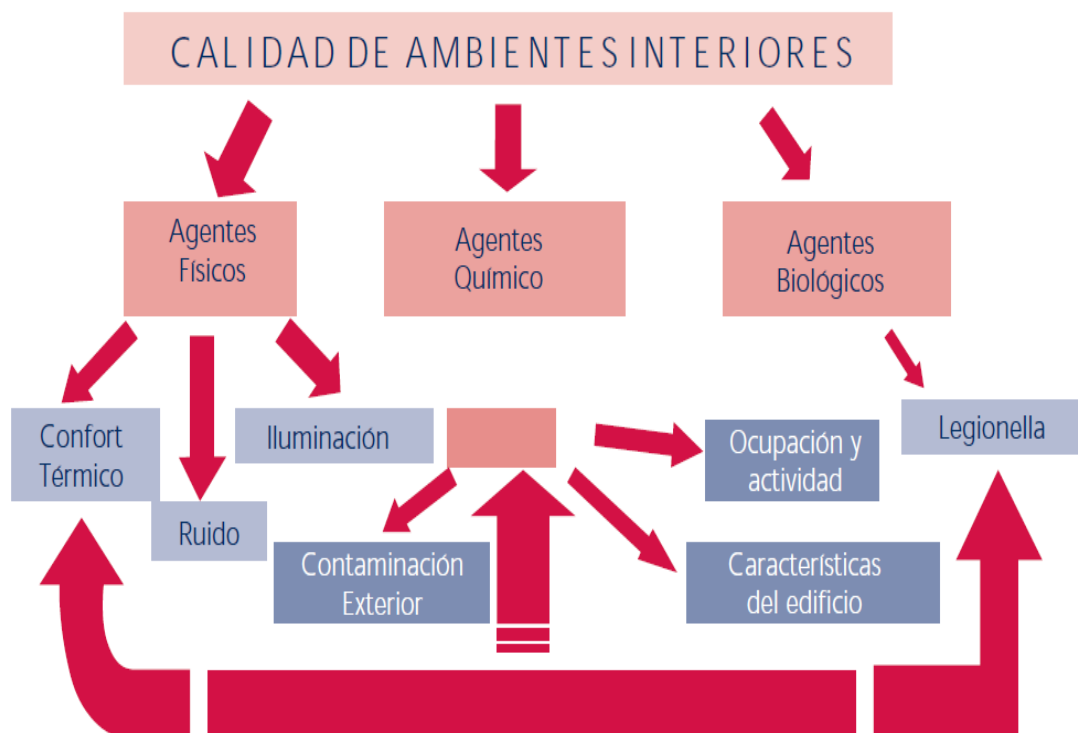 CALIDAD DE AMBIENTES INTERIORES
Agentes
Físicos
Agentes
Químico
Agentes
Biológicos
Confort
Térmico
Ruido
Iluminación
Contaminación
Exterior
Ocupación y
actividad
Características
del edificio
Legionella